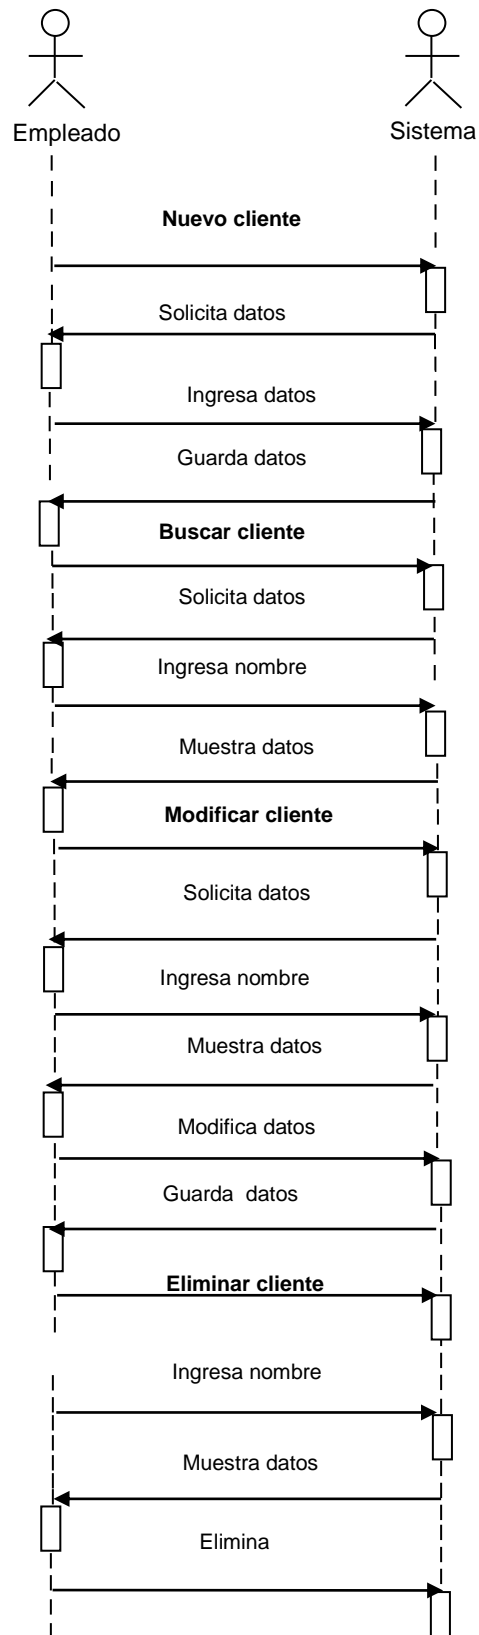 Empleado
Sistema
Nuevo cliente
Solicita datos
Ingresa datos
Guarda datos
Buscar cliente
Solicita datos
Ingresa nombre
Muestra datos
Modificar cliente
Solicita datos
Ingresa nombre
Muestra datos
Modifica datos
Guarda  datos
Eliminar cliente
Ingresa nombre
Muestra datos
Elimina